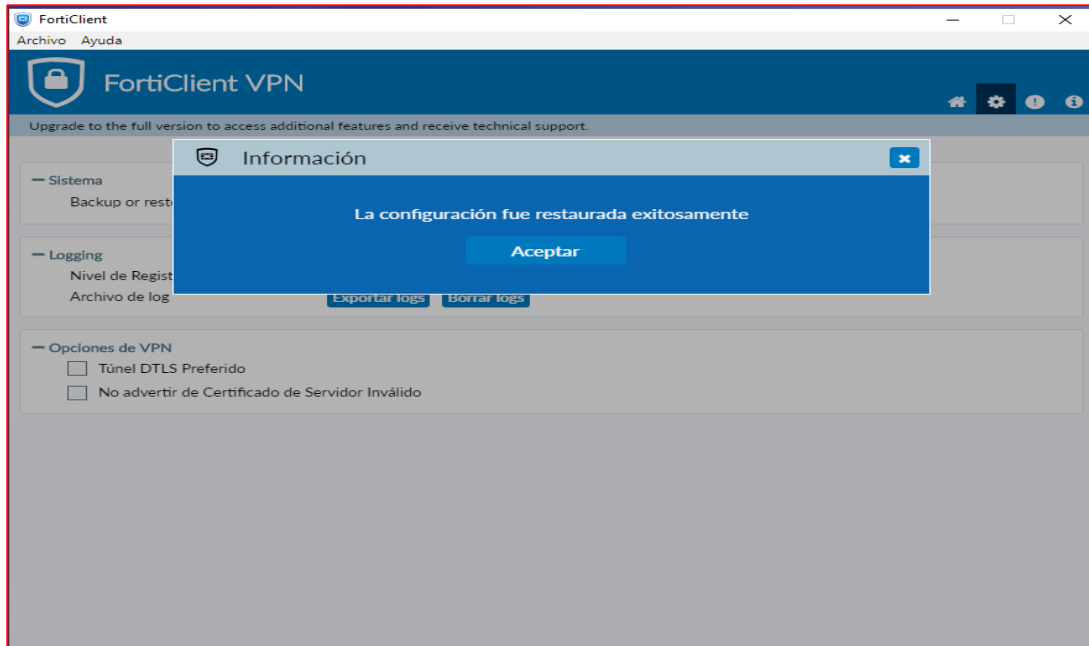 FortiClient
Archivo Ayuda
FortiClient VPN
Upgrade to the full version to access additional features and receive technical support.
Información
La configuración fue restaurada exitosamente
Aceptar
Sistema
Backup or
Logging
Nivel de
Archivo de log
Exportar logs Borrar logs
Opciones de VPN
Túnel DTLS Preferido
No advertir de Certificado de Servidor Inválido